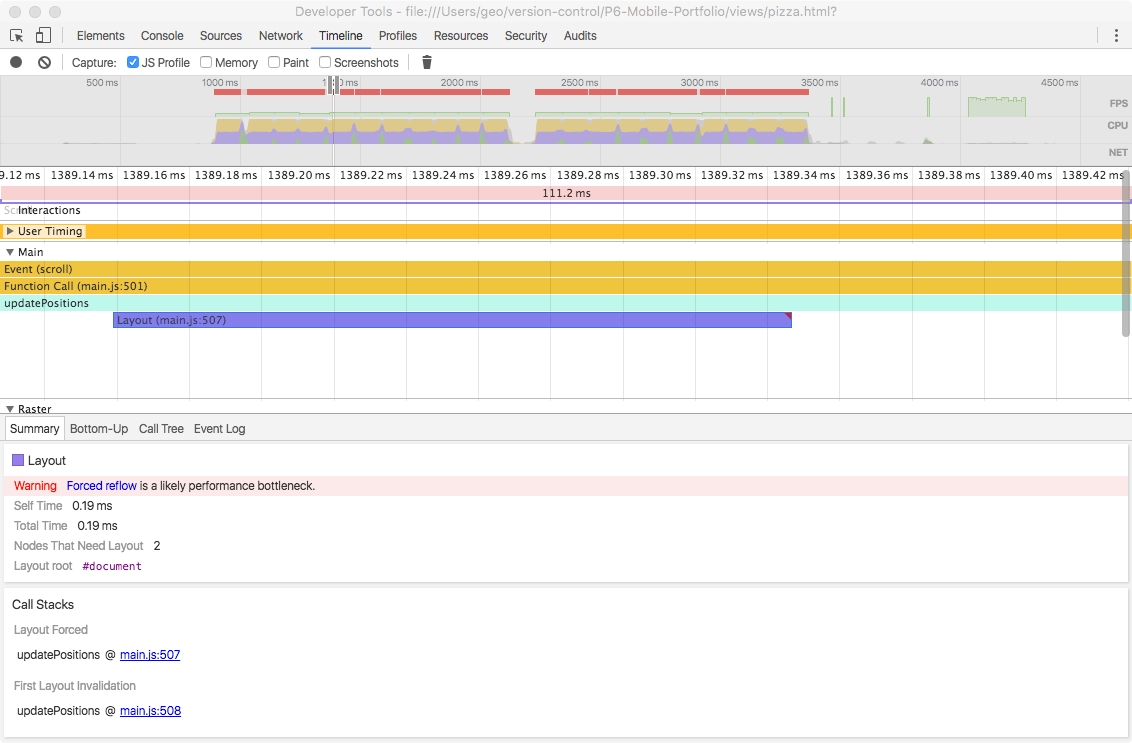 Developer Tools - file:///Users/geo/version-control/P6-Mobile-Portfolio/views/pizza.html?
Elements Console Sources Network Timeline Profiles Resources Security Audits
Capture: JS Profile Memory Paint Screenshots
500 ms 1000 ms 2000 ms 2500 ms 3000 ms 3500 ms 4000 ms 4500 ms
FPS
CPU
NET
9.12 ms 1389.14 ms 1389.16 ms 1389.18 ms 1389.20 ms 1389.22 ms 1389.24 ms 1389.26 ms 1389.28 ms 1389.30 ms 1389.32 ms 1389.34 ms 1389.36 ms 1389.38 ms 1389.40 ms 1389.42 ms
111.2 ms
Interactions
User Timing
Main
Event (scroll)
Function Call (main.js:501)
updatePositions
Layout (main.js:507)
Raster
Summary Bottom-Up Call Tree Event Log
Layout
Warning Forced reflow is a likely performance bottleneck.
Self Time 0.19 ms
Total Time 0.19 ms
Nodes That Need Layout 2
Layout root #document
Call Stacks
Layout Forced
updatePositions @ main.js:507
First Layout Invalidation
updatePositions @ main.js:508